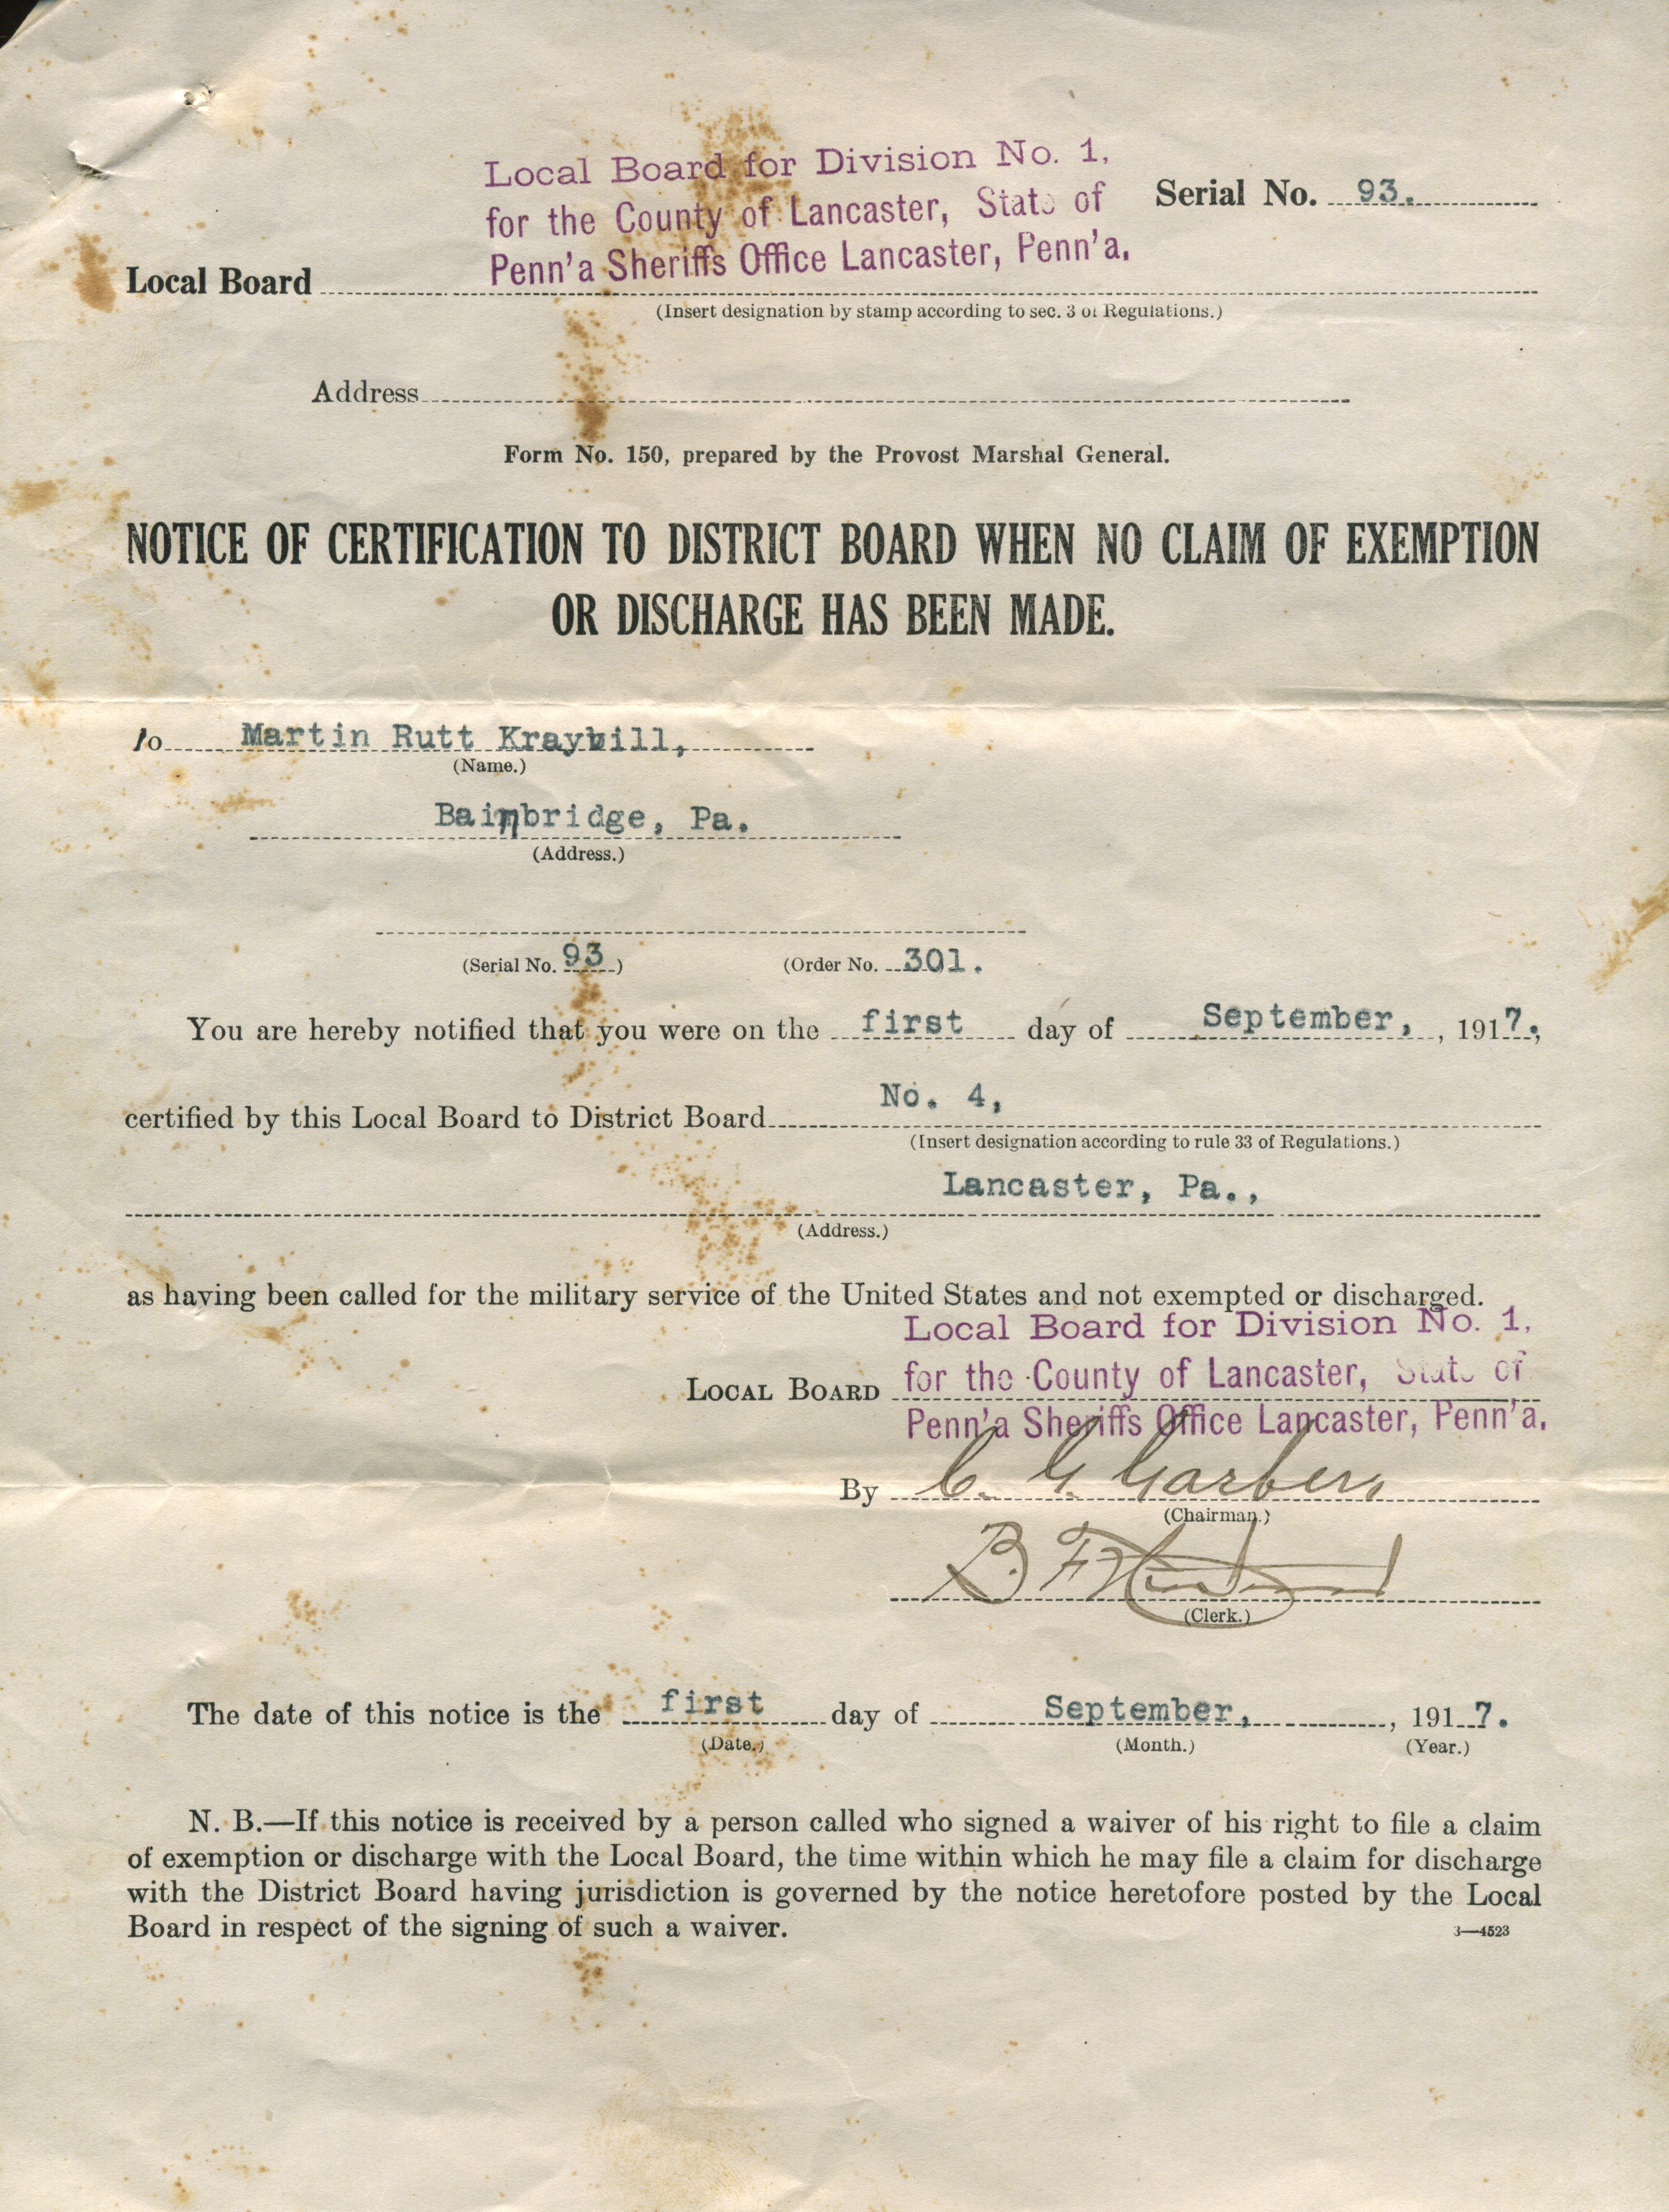 Local Board for Division No. 1,
for the County of Lancaster, State of
Penn'a Sheriffs Office Lancaster, Penn'a.
Serial No. 93.
Local Board
(Insert designation by stamp according to sec. 3 of Regulations.)
Address
Form No. 150, prepared by the Provost Marshal General.
NOTICE OF CERTIFICATION TO DISTRICT BOARD WHEN NO CLAIM OF EXEMPTION
OR DISCHARGE HAS BEEN MADE.
To Martin Rutt Kraybill,
(Name.)
Bainbridge, Pa.
(Address.)
(Serial No. 93) (Order No. 301.
You are hereby notified that you were on the first day of September, , 1917.,
certified by this Local Board to District Board No. 4,
(Insert designation according to rule 33 of Regulations.)
Lancaster, Pa.,
(Address.)
as having been called for the military service of the United States and not exempted or discharged.
Local Board for Division No. 1,
LOCAL BOARD for the County of Lancaster, State of
Penn'a Sheriffs Office Lancaster, Penn'a.
By C. G. Garber
(Chairman.)
B. F.
(Clerk.)
The date of this notice is the first day of September, , 1917.
(Date.) (Month.) (Year.)
N. B.—If this notice is received by a person called who signed a waiver of his right to file a claim
of exemption or discharge with the Local Board, the time within which he may file a claim for discharge
with the District Board having jurisdiction is governed by the notice heretofore posted by the Local
Board in respect of the signing of such a waiver.
3—4523